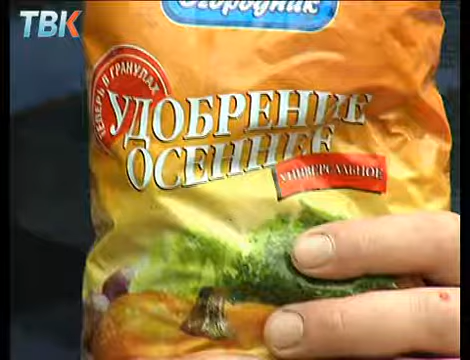 ТВК
Огородник
ТЕПЕРЬ В ГРАНУЛАХ
УДОБРЕНИЕ
ОСЕННЕЕ
УНИВЕРСАЛЬНОЕ